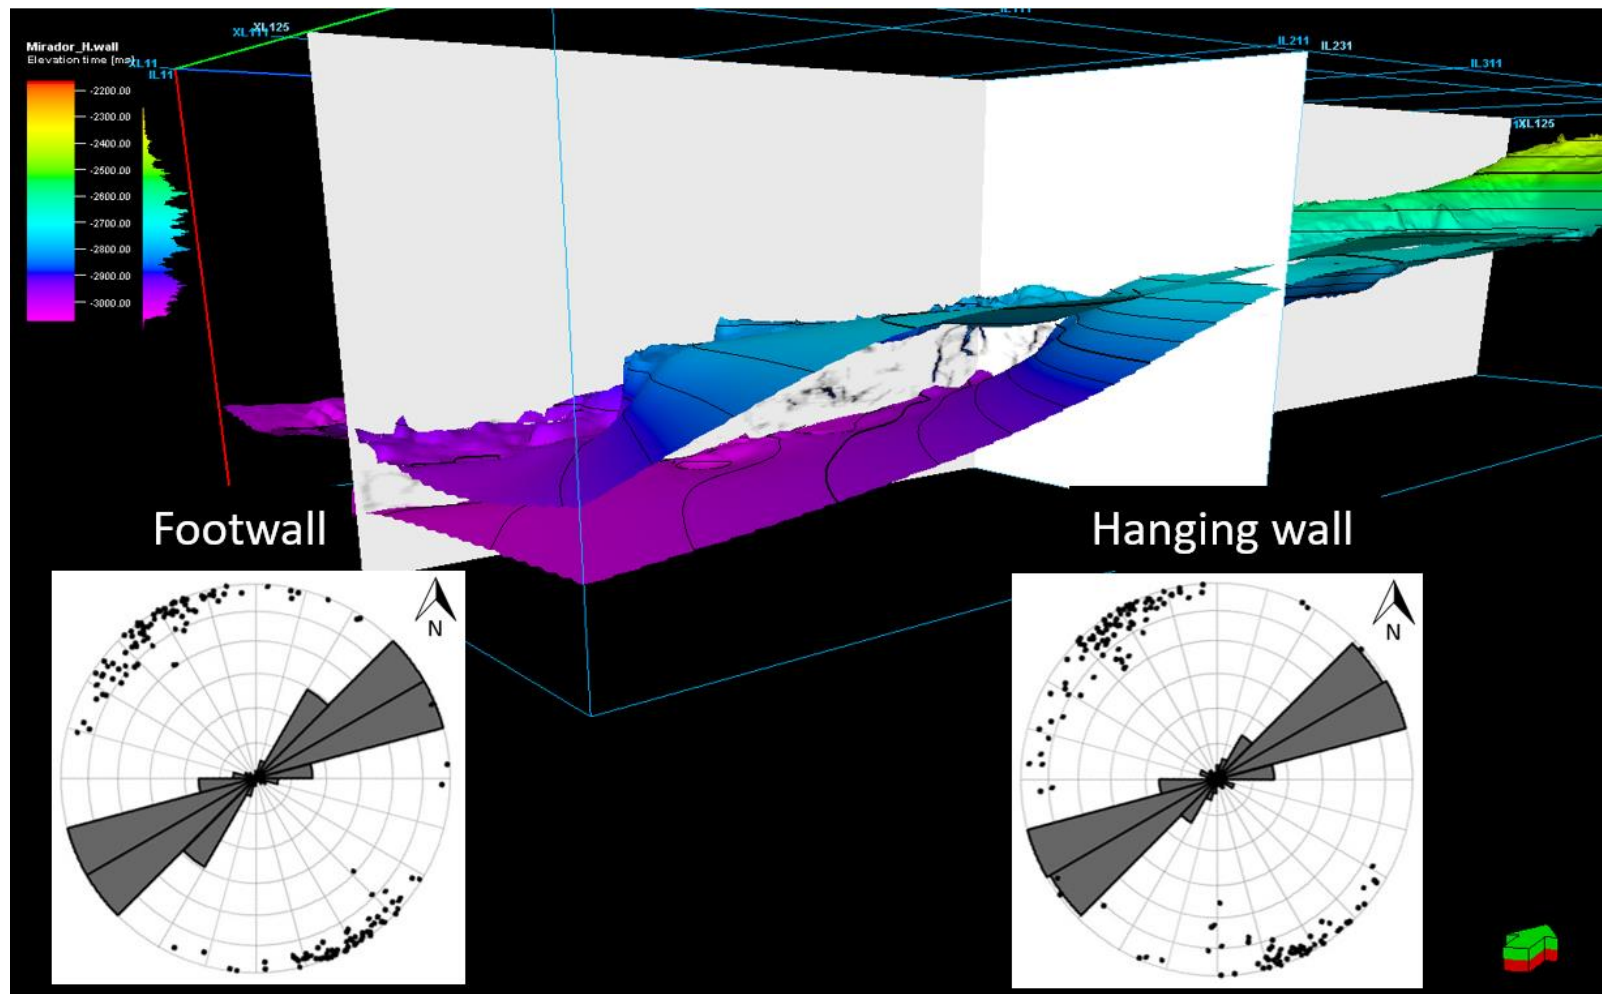 XL125
XL111
IL111
IL211
IL231
IL311
XL125
Mirador_H.wall
Elevation time [ms]
XL11
IL11
-2200.00
-2300.00
-2400.00
-2500.00
-2600.00
-2700.00
-2800.00
-2900.00
-3000.00
Footwall
Hanging wall
N
N